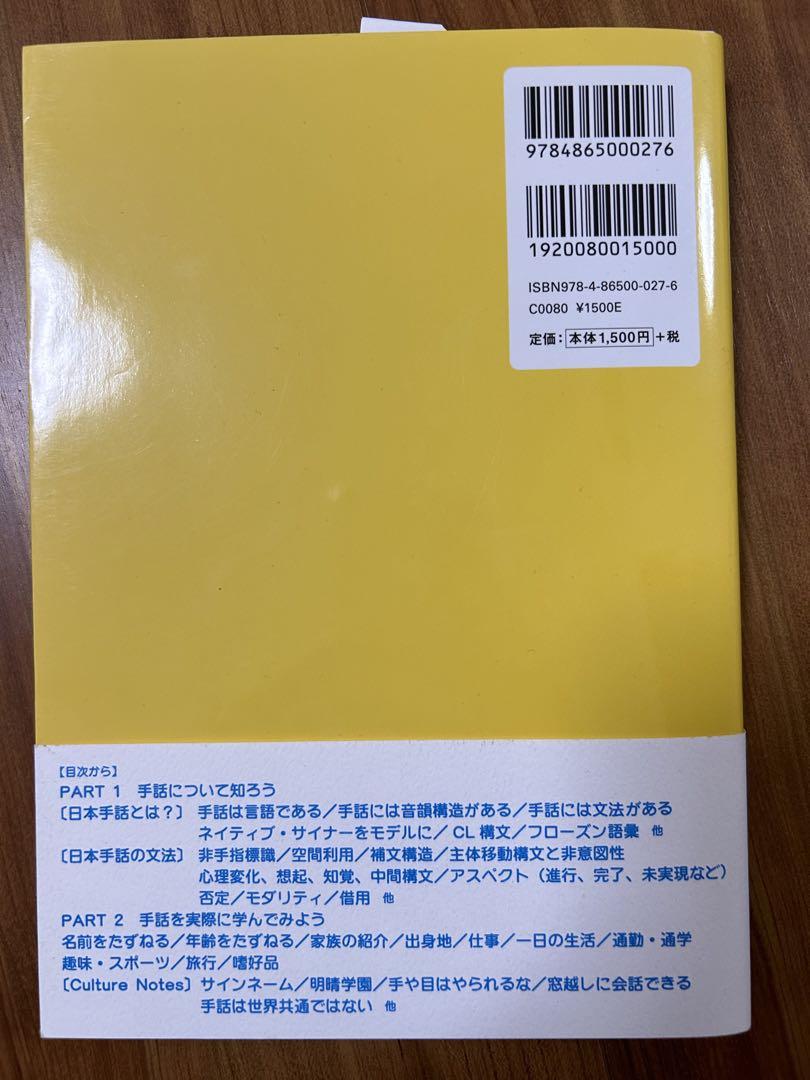 9784865000276
1920080015000
ISBN978-4-86500-027-6
C0080 ¥1500E
定価：本体1,500円＋税
【目次から】
PART 1 手話について知ろう
〔日本手話とは？〕 手話は言語である／手話には音韻構造がある／手話には文法がある
ネイティブ・サイナーをモデルに／CL構文／フローズン語彙 他
〔日本手話の文法〕 非手指標識／空間利用／補文構造／主体移動構文と非意図性
心理変化、想起、知覚、中間構文／アスペクト（進行、完了、未実現など）
否定／モダリティ／借用 他
PART 2 手話を実際に学んでみよう
名前をたずねる／年齢をたずねる／家族の紹介／出身地／仕事／一日の生活／通勤・通学
趣味・スポーツ／旅行／嗜好品
〔Culture Notes〕サインネーム／明晴学園／手や目はやられるな／窓越しに会話できる
手話は世界共通ではない 他